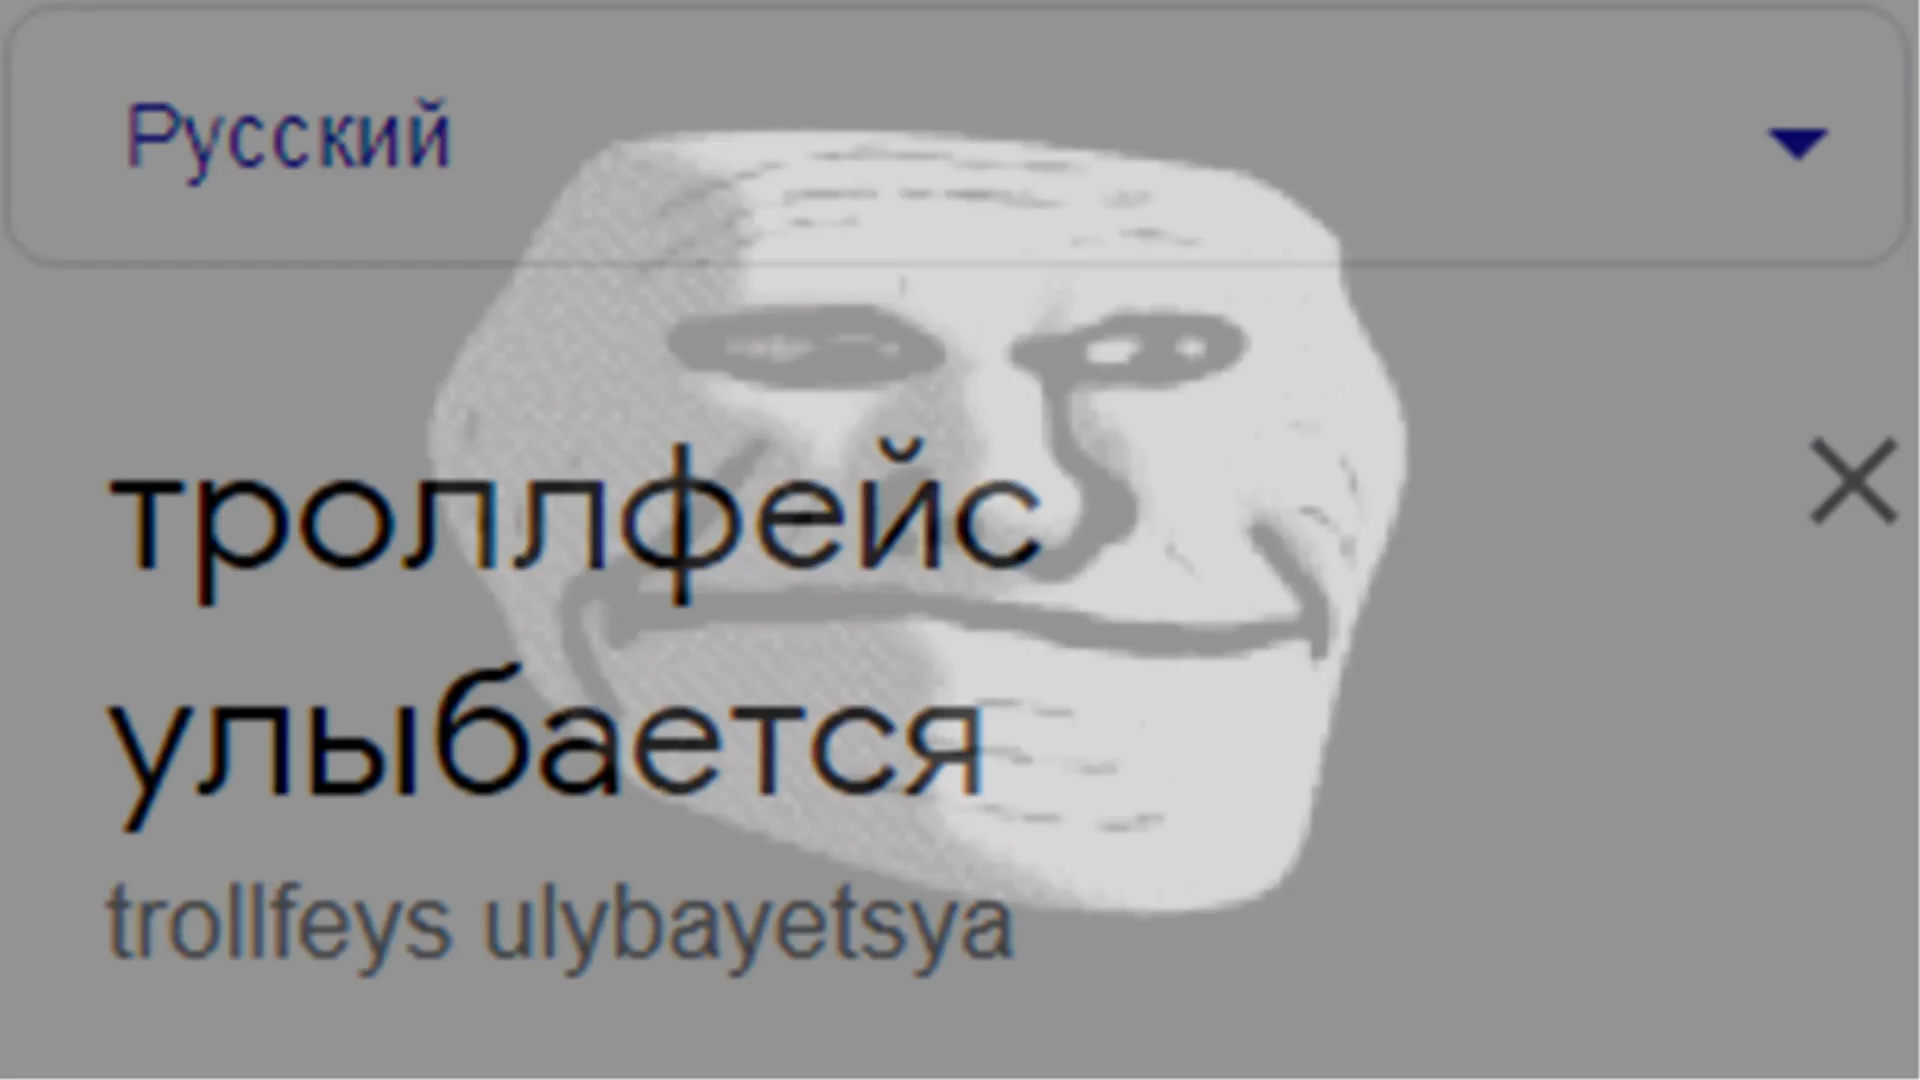 Русский
троллфейс
улыбается
trollfeys ulybayetsya